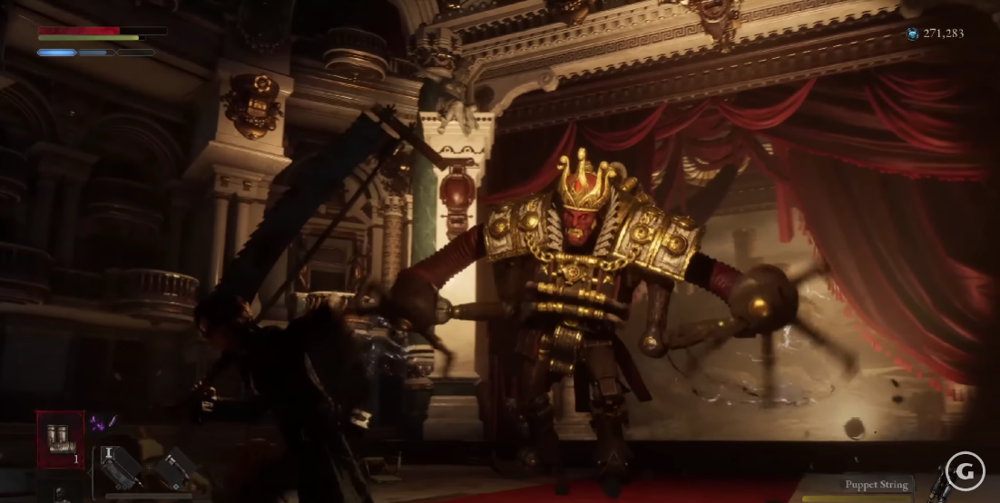 271,283
1
Puppet String
G